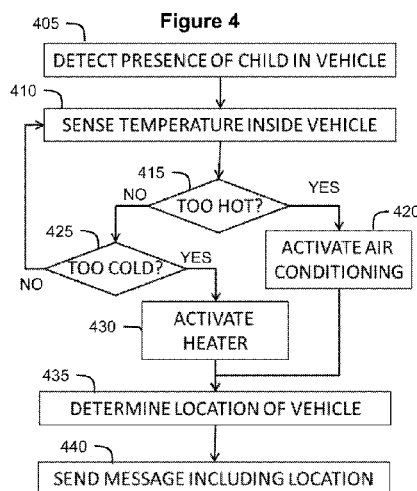 Figure 4
405
DETECT PRESENCE OF CHILD IN VEHICLE
410
SENSE TEMPERATURE INSIDE VEHICLE
415
NO
YES
TOO HOT?
420
ACTIVATE AIR
CONDITIONING
425
TOO COLD?
YES
NO
430
ACTIVATE
HEATER
435
DETERMINE LOCATION OF VEHICLE
440
SEND MESSAGE INCLUDING LOCATION